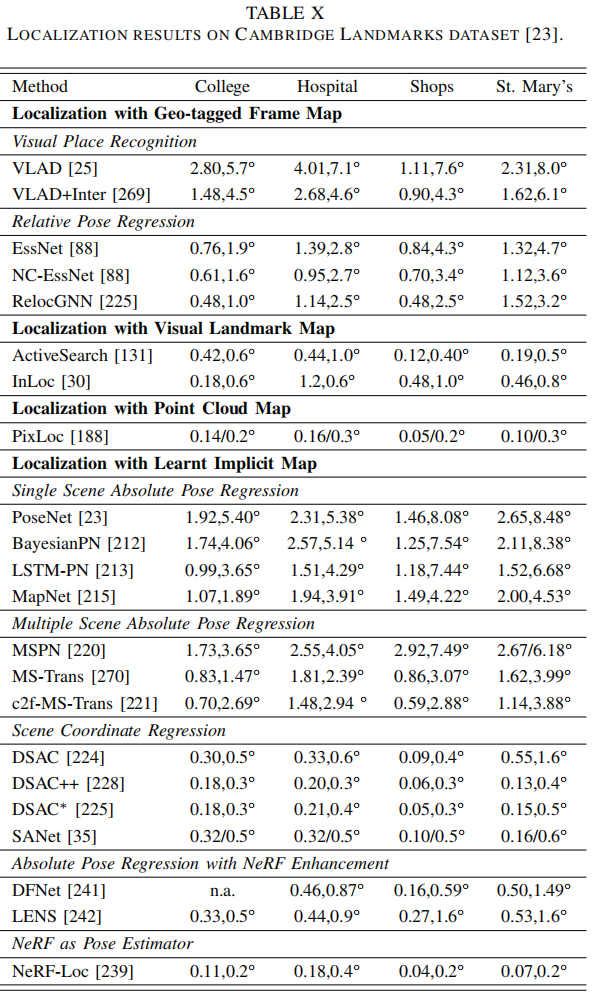 TABLE X
LOCALIZATION RESULTS ON CAMBRIDGE LANDMARKS DATASET [23].
Method College Hospital Shops St. Mary's
Localization with Geo-tagged Frame Map
Visual Place Recognition
VLAD [25] 2.80,5.7° 4.01,7.1° 1.11,7.6° 2.31,8.0°
VLAD+Inter [269] 1.48,4.5° 2.68,4.6° 0.90,4.3° 1.62,6.1°
Relative Pose Regression
EssNet [88] 0.76,1.9° 1.39,2.8° 0.84,4.3° 1.32,4.7°
NC-EssNet [88] 0.61,1.6° 0.95,2.7° 0.70,3.4° 1.12,3.6°
RelocGNN [225] 0.48,1.0° 1.14,2.5° 0.48,2.5° 1.52,3.2°
Localization with Visual Landmark Map
ActiveSearch [131] 0.42,0.6° 0.44,1.0° 0.12,0.40° 0.19,0.5°
InLoc [30] 0.18,0.6° 1.2,0.6° 0.48,1.0° 0.46,0.8°
Localization with Point Cloud Map
PixLoc [188] 0.14/0.2° 0.16/0.3° 0.05/0.2° 0.10/0.3°
Localization with Learnt Implicit Map
Single Scene Absolute Pose Regression
PoseNet [23] 1.92,5.40° 2.31,5.38° 1.46,8.08° 2.65,8.48°
BayesianPN [212] 1.74,4.06° 2.57,5.14 ° 1.25,7.54° 2.11,8.38°
LSTM-PN [213] 0.99,3.65° 1.51,4.29° 1.18,7.44° 1.52,6.68°
MapNet [215] 1.07,1.89° 1.94,3.91° 1.49,4.22° 2.00,4.53°
Multiple Scene Absolute Pose Regression
MSPN [220] 1.73,3.65° 2.55,4.05° 2.92,7.49° 2.67/6.18°
MS-Trans [270] 0.83,1.47° 1.81,2.39° 0.86,3.07° 1.62,3.99°
c2f-MS-Trans [221] 0.70,2.69° 1.48,2.94 ° 0.59,2.88° 1.14,3.88°
Scene Coordinate Regression
DSAC [224] 0.30,0.5° 0.33,0.6° 0.09,0.4° 0.55,1.6°
DSAC++ [228] 0.18,0.3° 0.20,0.3° 0.06,0.3° 0.13,0.4°
DSAC* [225] 0.18,0.3° 0.21,0.4° 0.05,0.3° 0.15,0.5°
SANet [35] 0.32/0.5° 0.32/0.5° 0.10/0.5° 0.16/0.6°
Absolute Pose Regression with NeRF Enhancement
DFNet [241] n.a. 0.46,0.87° 0.16,0.59° 0.50,1.49°
LENS [242] 0.33,0.5° 0.44,0.9° 0.27,1.6° 0.53,1.6°
NeRF as Pose Estimator
NeRF-Loc [239] 0.11,0.2° 0.18,0.4° 0.04,0.2° 0.07,0.2°